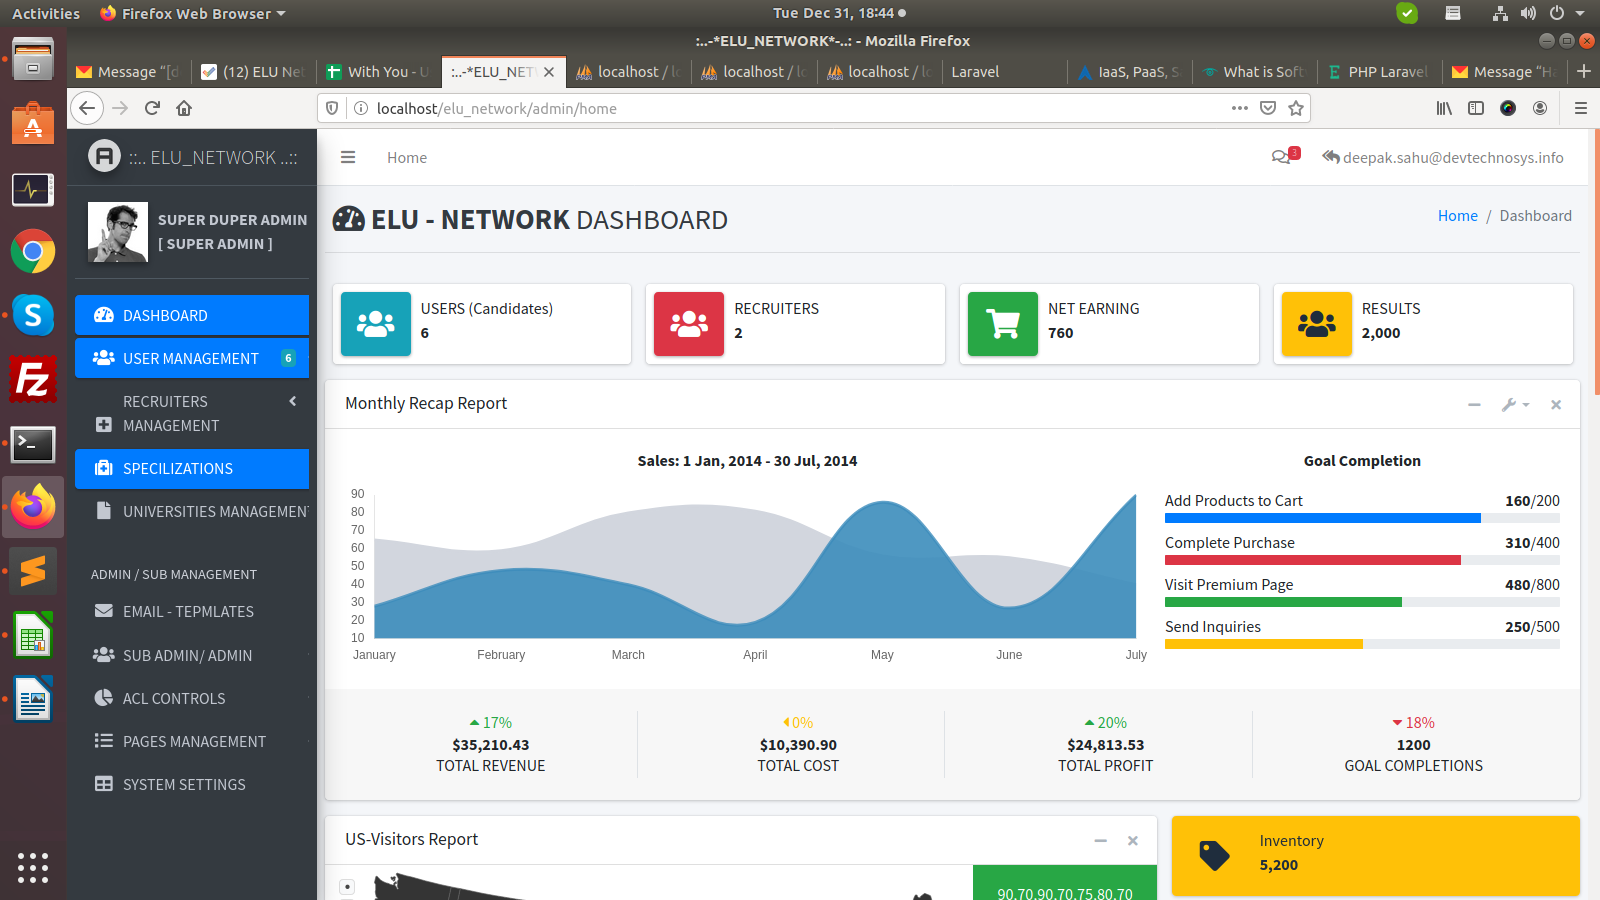 Activities
Firefox Web Browser
Tue Dec 31, 18:44
:..-*ELU_NETWORK*-..: - Mozilla Firefox
Message "[d
(12) ELU Net
With You - U
:..-*ELU_NET
localhost / lo
localhost / lo
localhost / lo
Laravel
IaaS, PaaS, S
What is Soft
PHP Laravel
Message "Ha
localhost/elu_network/admin/home
::.. ELU_NETWORK ..::
Home
3
deepak.sahu@devtechnosys.info
SUPER DUPER ADMIN
[ SUPER ADMIN ]
ELU - NETWORK DASHBOARD
Home / Dashboard
DASHBOARD
USER MANAGEMENT 6
RECRUITERS
MANAGEMENT
SPECILIZATIONS
UNIVERSITIES MANAGEMENT
ADMIN / SUB MANAGEMENT
EMAIL - TEPMLATES
SUB ADMIN/ ADMIN
ACL CONTROLS
PAGES MANAGEMENT
SYSTEM SETTINGS
USERS (Candidates)
6
RECRUITERS
2
NET EARNING
760
RESULTS
2,000
Monthly Recap Report
Sales: 1 Jan, 2014 - 30 Jul, 2014
90
80
70
60
50
40
30
20
10
January February March April May June July
Goal Completion
Add Products to Cart 160/200
Complete Purchase 310/400
Visit Premium Page 480/800
Send Inquiries 250/500
17%
$35,210.43
TOTAL REVENUE
0%
$10,390.90
TOTAL COST
20%
$24,813.53
TOTAL PROFIT
18%
1200
GOAL COMPLETIONS
US-Visitors Report
90,70,90,70,75,80,70
Inventory
5,200